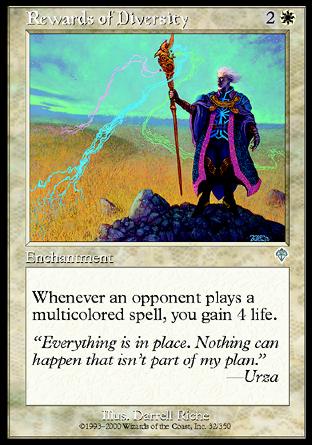 Rewards of Diversity 2
Enchantment
Whenever an opponent plays a
multicolored spell, you gain 4 life.
“Everything is in place. Nothing can
happen that isn’t part of my plan.”
—Urza
Illus. Darrell Riche
©1993–2000 Wizards of the Coast, Inc. 32/350